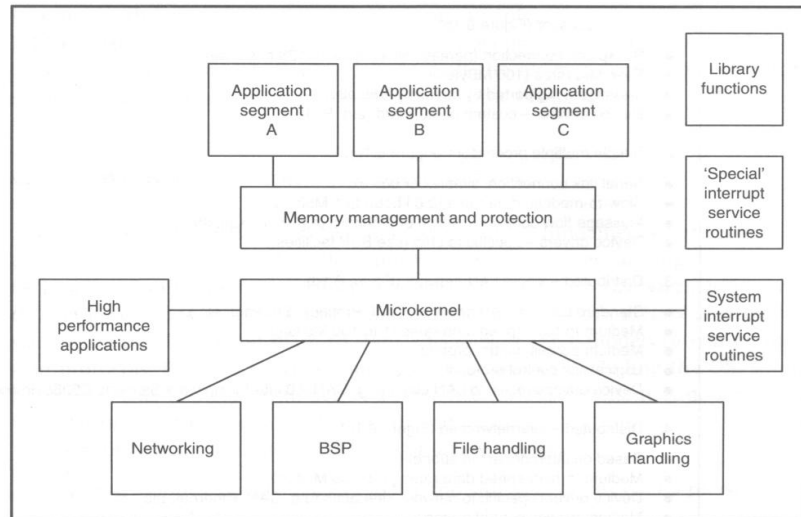 Application
segment
A
Application
segment
B
Application
segment
C
Library
functions
Memory management and protection
'Special'
interrupt
service
routines
High
performance
applications
Microkernel
System
interrupt
service
routines
Networking
BSP
File handling
Graphics
handling